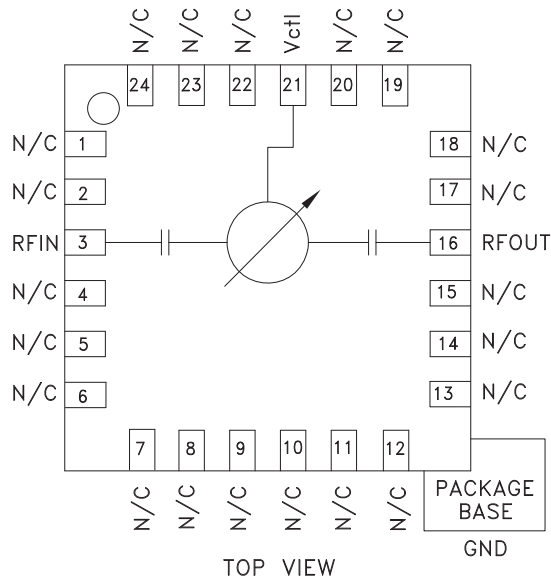 N/C N/C N/C Vctl N/C N/C
24 23 22 21 20 19
N/C 1 18 N/C
N/C 2 17 N/C
RFIN 3 16 RFOUT
N/C 4 15 N/C
N/C 5 14 N/C
N/C 6 13 N/C
7 8 9 10 11 12
N/C N/C N/C N/C N/C N/C
PACKAGE
BASE
GND
TOP VIEW